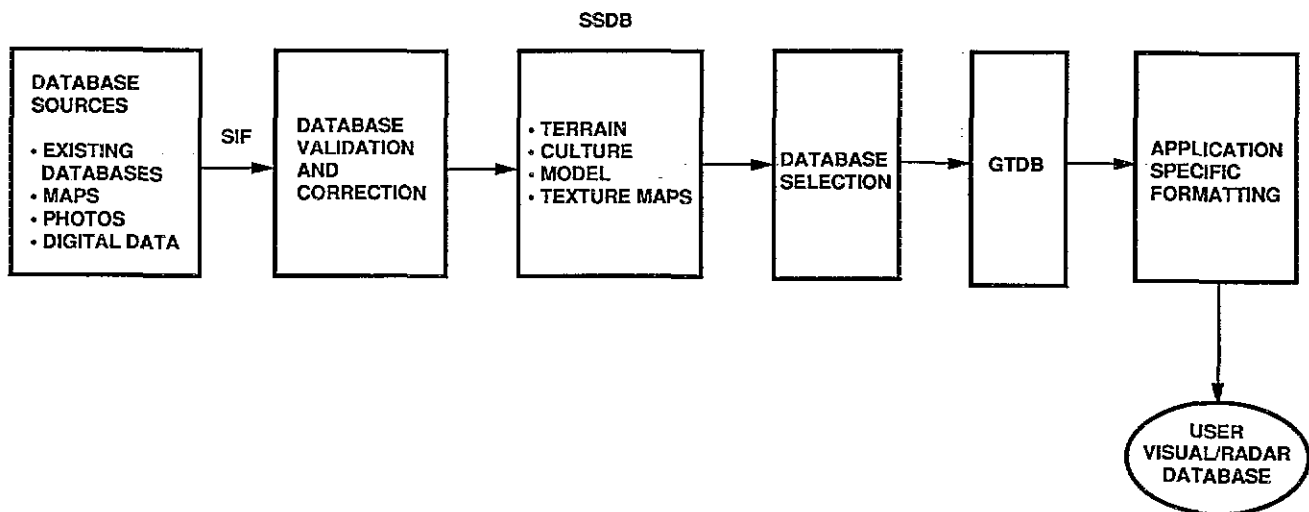 SSDB
DATABASE
SOURCES
• EXISTING
DATABASES
• MAPS
• PHOTOS
• DIGITAL DATA
SIF
DATABASE
VALIDATION
AND
CORRECTION
• TERRAIN
• CULTURE
• MODEL
• TEXTURE MAPS
DATABASE
SELECTION
GTDB
APPLICATION
SPECIFIC
FORMATTING
USER
VISUAL/RADAR
DATABASE